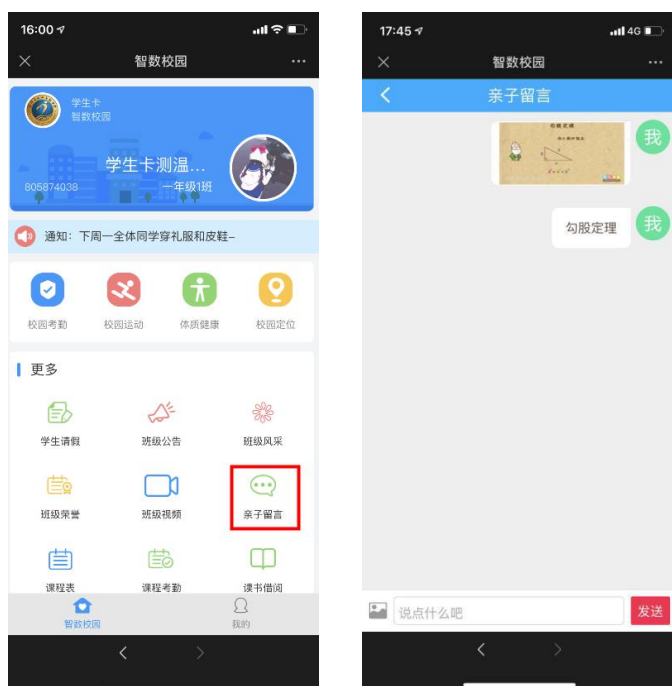 16:00
智数校园
学生卡
智数校园
学生卡测温...
805874038
一年级1班
通知：下周一全体同学穿礼服和皮鞋-
校园考勤
校园运动
体质健康
校园定位
更多
学生请假
班级公告
班级风采
班级荣誉
班级视频
亲子留言
课程表
课程考勤
读书借阅
智数校园
我的
17:45
4G
智数校园
亲子留言
勾股定理
我
勾股定理
我
说点什么吧
发送